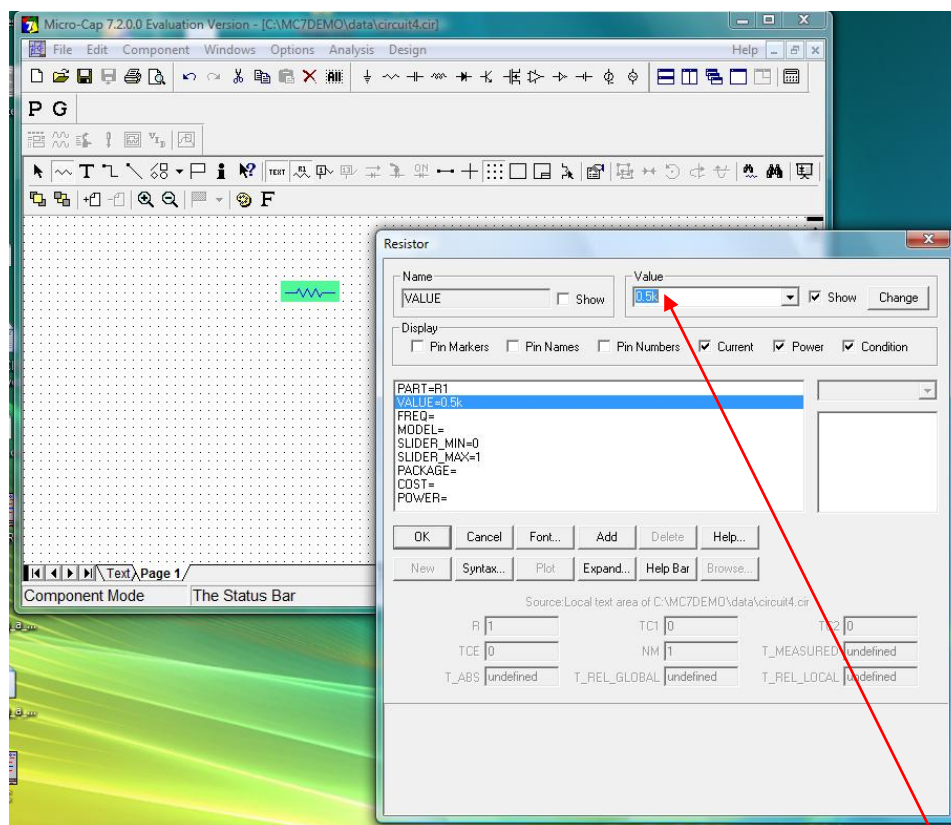 Micro-Cap 7.2.0.0 Evaluation Version - [C:\MC7DEMO\data\circuit4.cir]
File Edit Component Windows Options Analysis Design Help
P G
T TEXT
F
Resistor
Name
VALUE Show
Value
0.5k Show Change
Display
Pin Markers Pin Names Pin Numbers Current Power Condition
PART=R1
VALUE=0.5k
FREQ=
MODEL=
SLIDER_MIN=0
SLIDER_MAX=1
PACKAGE=
COST=
POWER=
OK Cancel Font... Add Delete Help...
New Syntax... Plot Expand... Help Bar Browse...
Source:Local text area of C:\MC7DEMO\data\circuit4.cir
R 1 TC1 0 TC2 0
TCE 0 NM 1 T_MEASURED undefined
T_ABS undefined T_REL_GLOBAL undefined T_REL_LOCAL undefined
Text Page 1
Component Mode The Status Bar